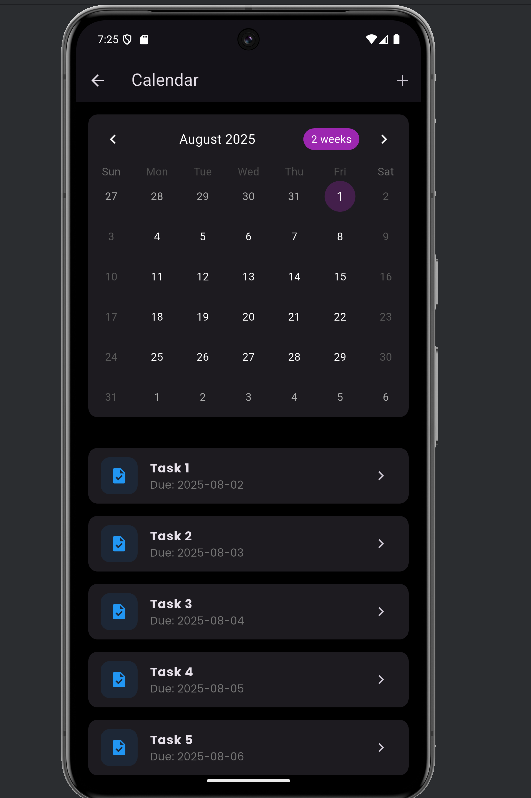 7:25
Calendar
August 2025 2 weeks
Sun Mon Tue Wed Thu Fri Sat
27 28 29 30 31 1 2
3 4 5 6 7 8 9
10 11 12 13 14 15 16
17 18 19 20 21 22 23
24 25 26 27 28 29 30
31 1 2 3 4 5 6
Task 1
Due: 2025-08-02
Task 2
Due: 2025-08-03
Task 3
Due: 2025-08-04
Task 4
Due: 2025-08-05
Task 5
Due: 2025-08-06